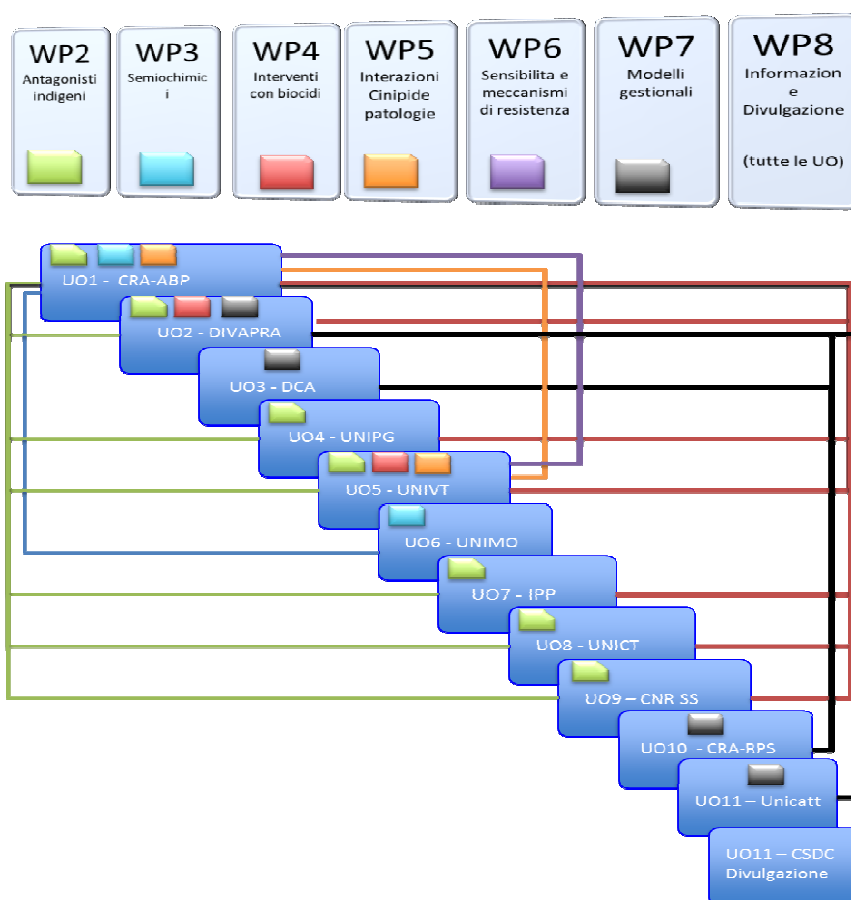 WP2
Antagonisti
indigeni
WP3
Semiochimic
i
WP4
Interventi
con biocidi
WP5
Interazioni
Cinipide
patologie
WP6
Sensibilita e
meccanismi
di resistenza
WP7
Modelli
gestionali
WP8
Informazion
e
Divulgazione
(tutte le UO)
UO1 - CRA-ABP
UO2 - DIVAPRA
UO3 - DCA
UO4 - UNIPG
UO5 - UNIVT
UO6 - UNIMO
UO7 - IPP
UO8 - UNICT
UO9 – CNR SS
UO10 - CRA-RPS
UO11 – Unicatt
UO11 – CSDC
Divulgazione